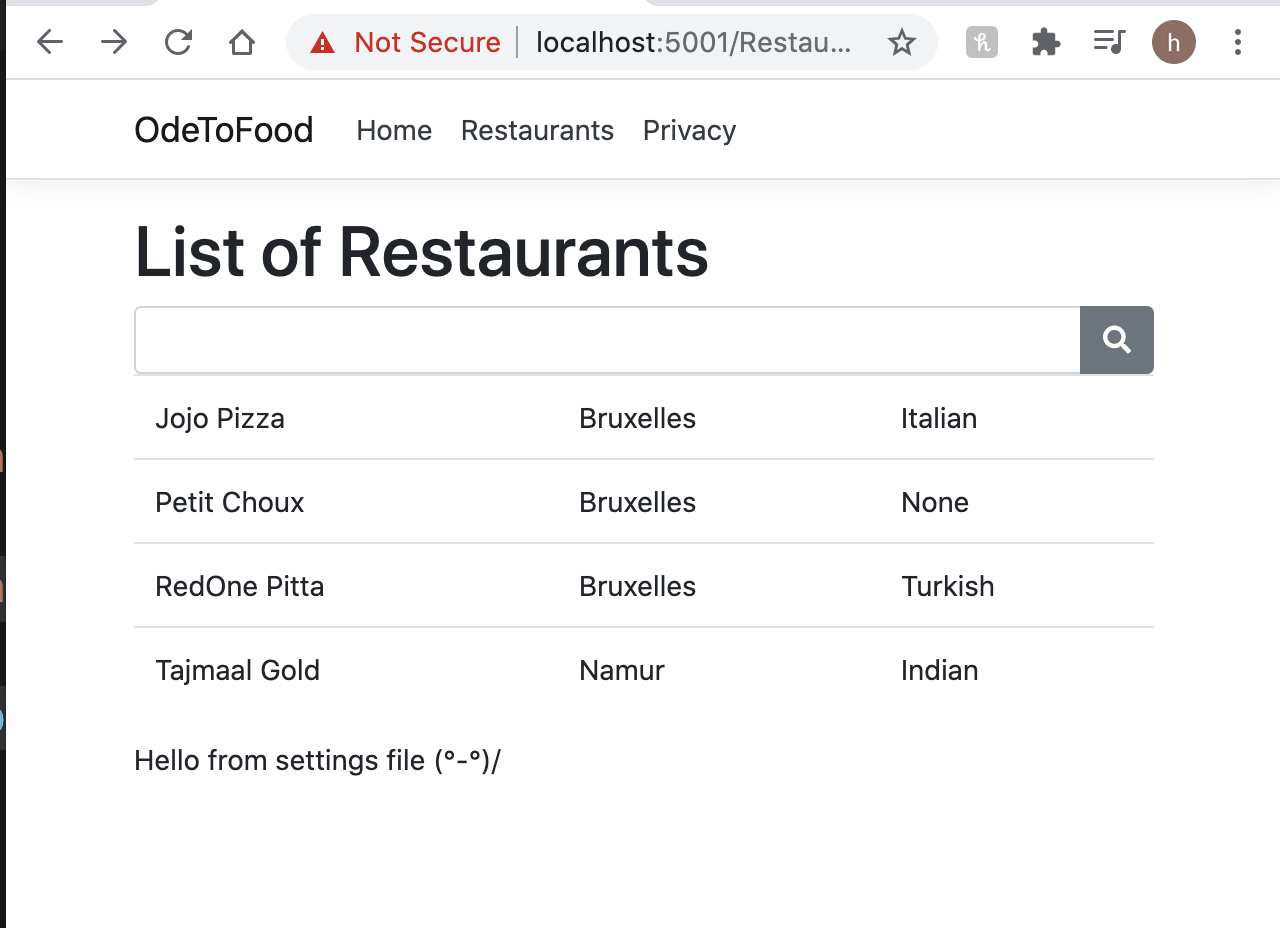 Not Secure | localhost:5001/Restau...
h
OdeToFood Home Restaurants Privacy
List of Restaurants
Jojo Pizza Bruxelles Italian
Petit Choux Bruxelles None
RedOne Pitta Bruxelles Turkish
Tajmaal Gold Namur Indian
Hello from settings file (°-°)/